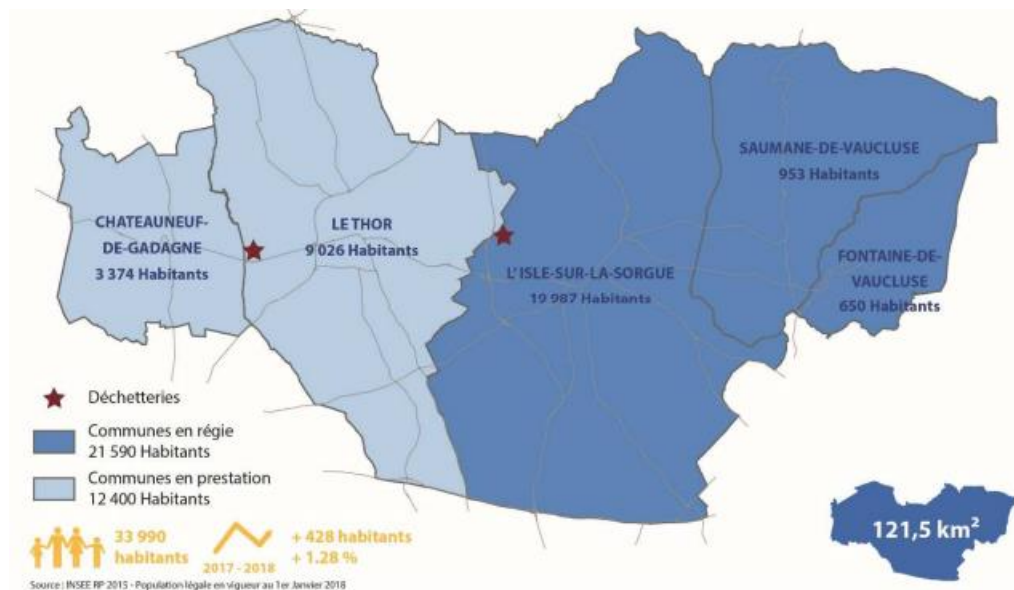 CHATEAUNEUF-
DE-GADAGNE
3 374 Habitants
LE THOR
9 026 Habitants
L'ISLE-SUR-LA-SORGUE
19 987 Habitants
SAUMANE-DE-VAUCLUSE
953 Habitants
FONTAINE-DE-
VAUCLUSE
650 Habitants
Déchetteries
Communes en régie
21 590 Habitants
Communes en prestation
12 400 Habitants
33 990
habitants
2017 - 2018
+ 428 habitants
+ 1.28 %
121,5 km²
Source : INSEE RP 2015 - Population légale en vigueur au 1er Janvier 2018